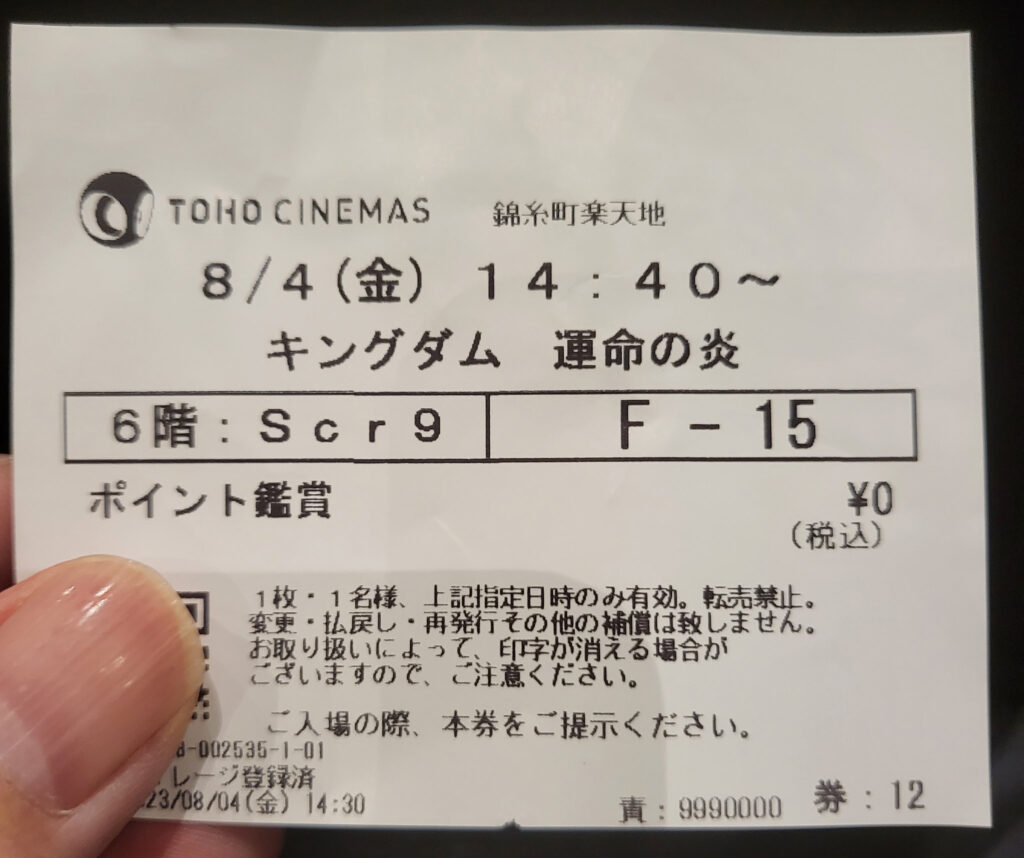 TOHO CINEMAS 錦糸町楽天地
8/4(金) 14:40～
キングダム 運命の炎
6階:Scr9 F-15
ポイント鑑賞 ¥0
(税込)
1枚・1名様、上記指定日時のみ有効。転売禁止。
変更・払戻し・再発行その他の補償は致しません。
お取り扱いによって、印字が消える場合が
ございますので、ご注意ください。
ご入場の際、本券をご提示ください。
-002535-1-01
レージ登録済
23/08/04(金) 14:30
責:9990000 券:12